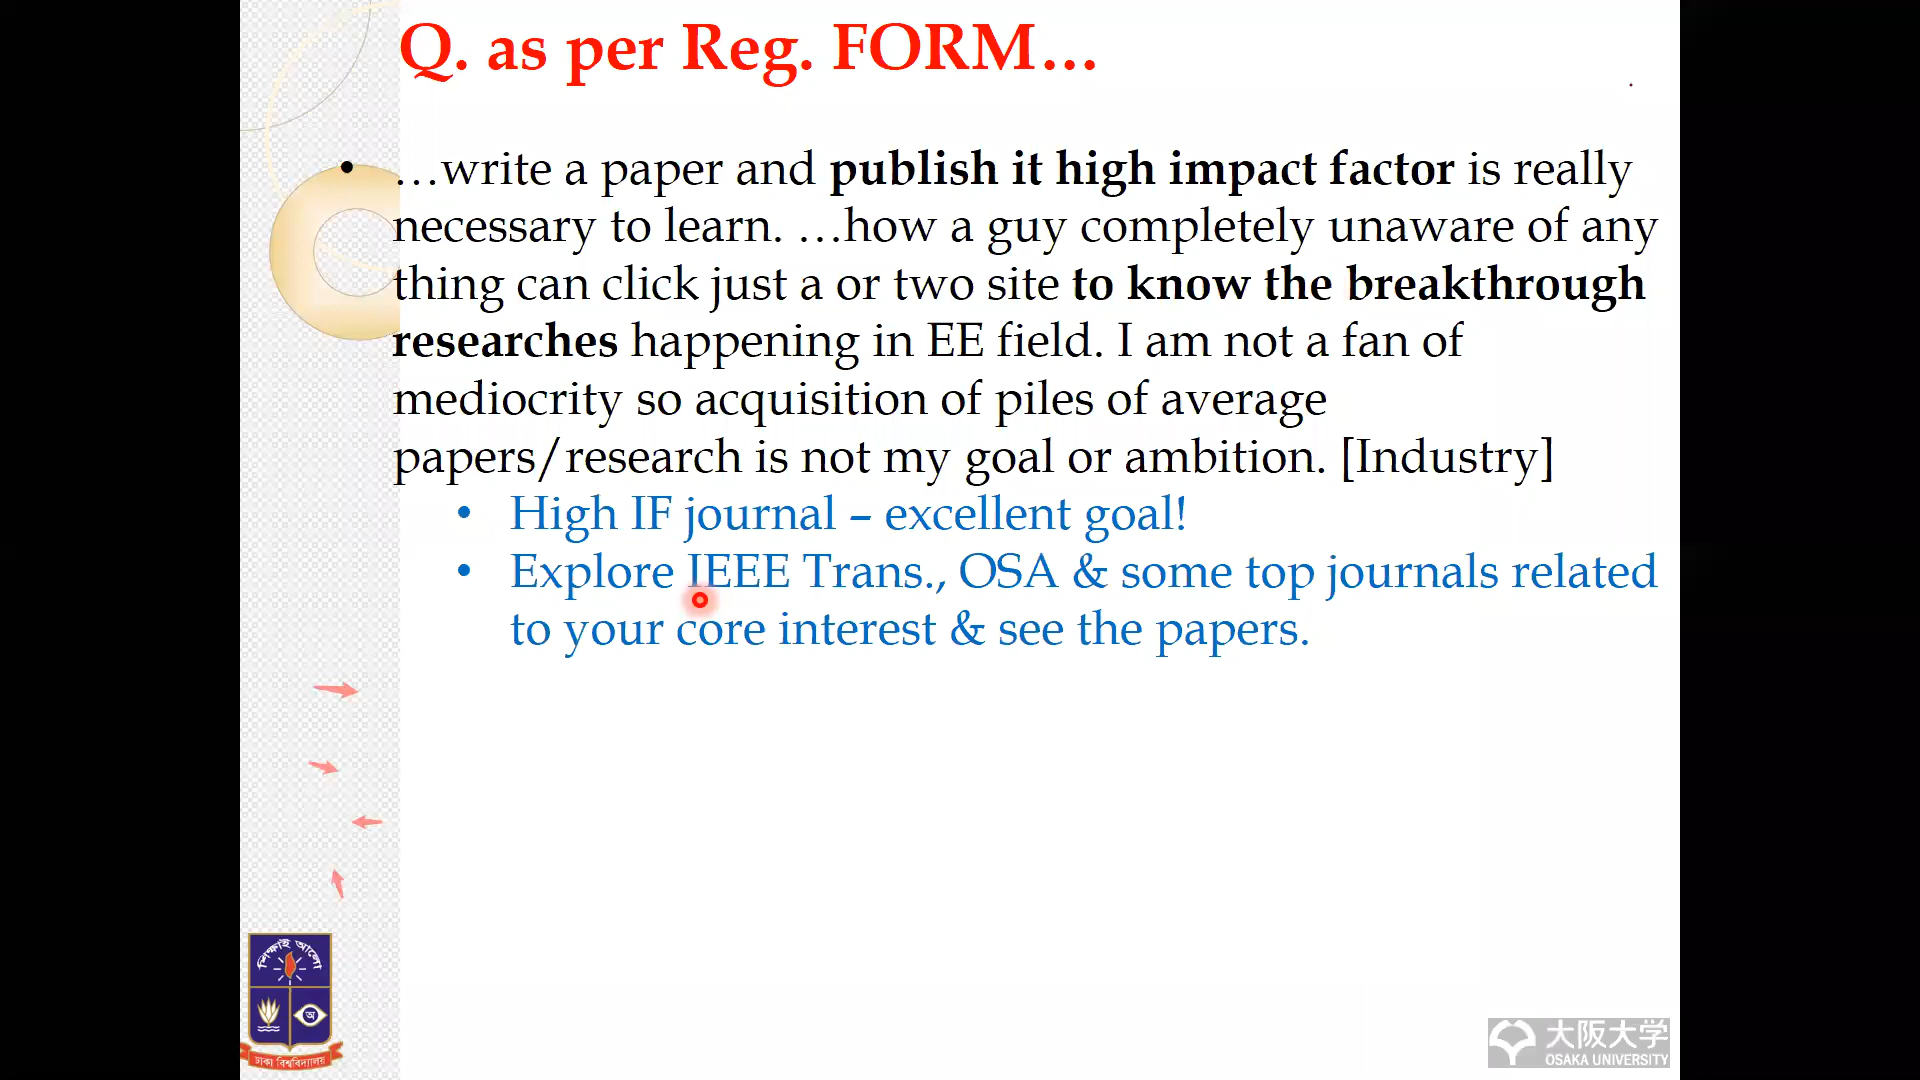 Q. as per Reg. FORM…
• …write a paper and publish it high impact factor is really
necessary to learn. …how a guy completely unaware of any
thing can click just a or two site to know the breakthrough
researches happening in EE field. I am not a fan of
mediocrity so acquisition of piles of average
papers/research is not my goal or ambition. [Industry]
• High IF journal – excellent goal!
• Explore IEEE Trans., OSA & some top journals related
to your core interest & see the papers.
শিক্ষাই আলো
অ
ঢাকা বিশ্ববিদ্যালয়
大阪大学
OSAKA UNIVERSITY